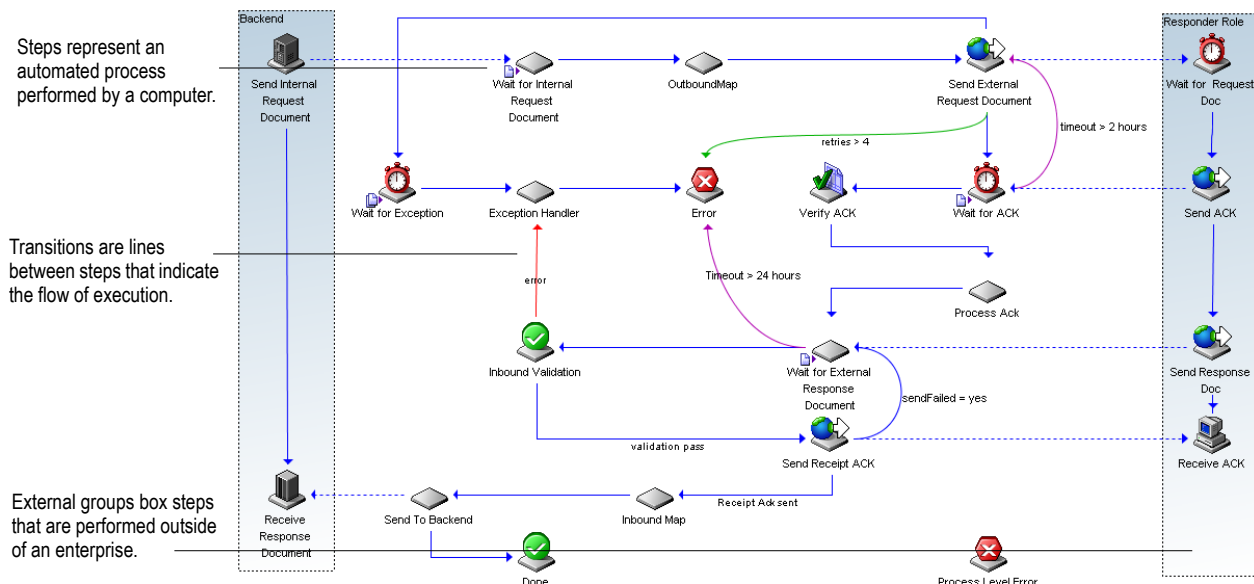 Backend
Responder Role
Steps represent an
automated process
performed by a computer.
Send Internal
Request
Document
Wait for Internal
Request
Document
OutboundMap
Send External
Request Document
Wait for Request
Doc
timeout > 2 hours
retries > 4
Wait for Exception
Exception Handler
Error
Verify ACK
Wait for ACK
Send ACK
Transitions are lines
between steps that indicate
the flow of execution.
error
Timeout > 24 hours
Process Ack
Inbound Validation
Wait for External
Response
Document
sendFailed = yes
Send Response
Doc
validation pass
Send Receipt ACK
Receive ACK
External groups box steps
that are performed outside
of an enterprise.
Receive
Response
Document
Send To Backend
Inbound Map
Receipt Ack sent
Done
Process Level Error